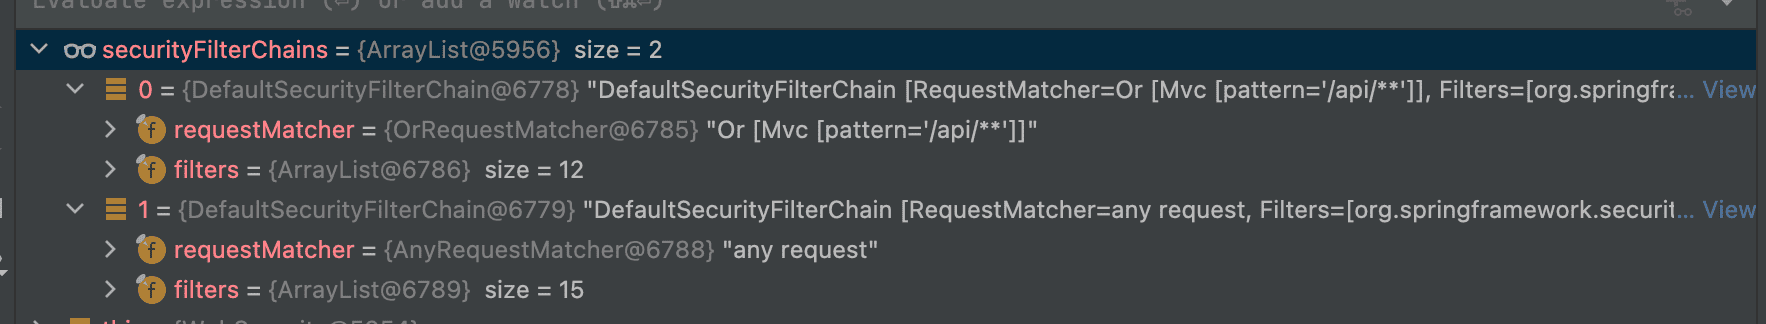 Evaluate expression (⏎) or add a watch (⇧⌘⏎)
securityFilterChains = {ArrayList@5956} size = 2
0 = {DefaultSecurityFilterChain@6778} "DefaultSecurityFilterChain [RequestMatcher=Or [Mvc [pattern='/api/**']], Filters=[org.springfra... View
f requestMatcher = {OrRequestMatcher@6785} "Or [Mvc [pattern='/api/**']]"
f filters = {ArrayList@6786} size = 12
1 = {DefaultSecurityFilterChain@6779} "DefaultSecurityFilterChain [RequestMatcher=any request, Filters=[org.springframework.securit... View
f requestMatcher = {AnyRequestMatcher@6788} "any request"
f filters = {ArrayList@6789} size = 15